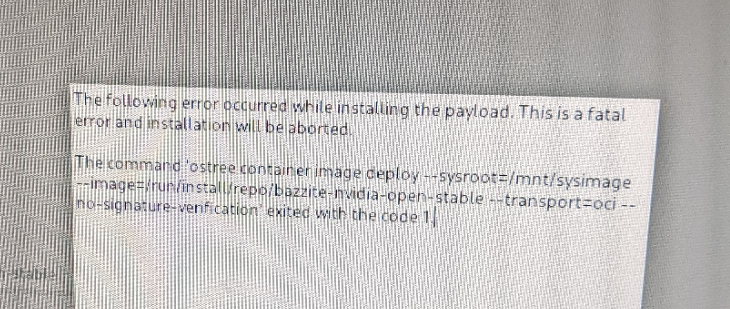 The following error occurred while installing the payload. This is a fatal
error and installation will be aborted.
The command 'ostree container image deploy --sysroot=/mnt/sysimage
--image=/run/install/repo/bazzite-nvidia-open-stable --transport=oci --
no-signature-verification' exited with the code 1.